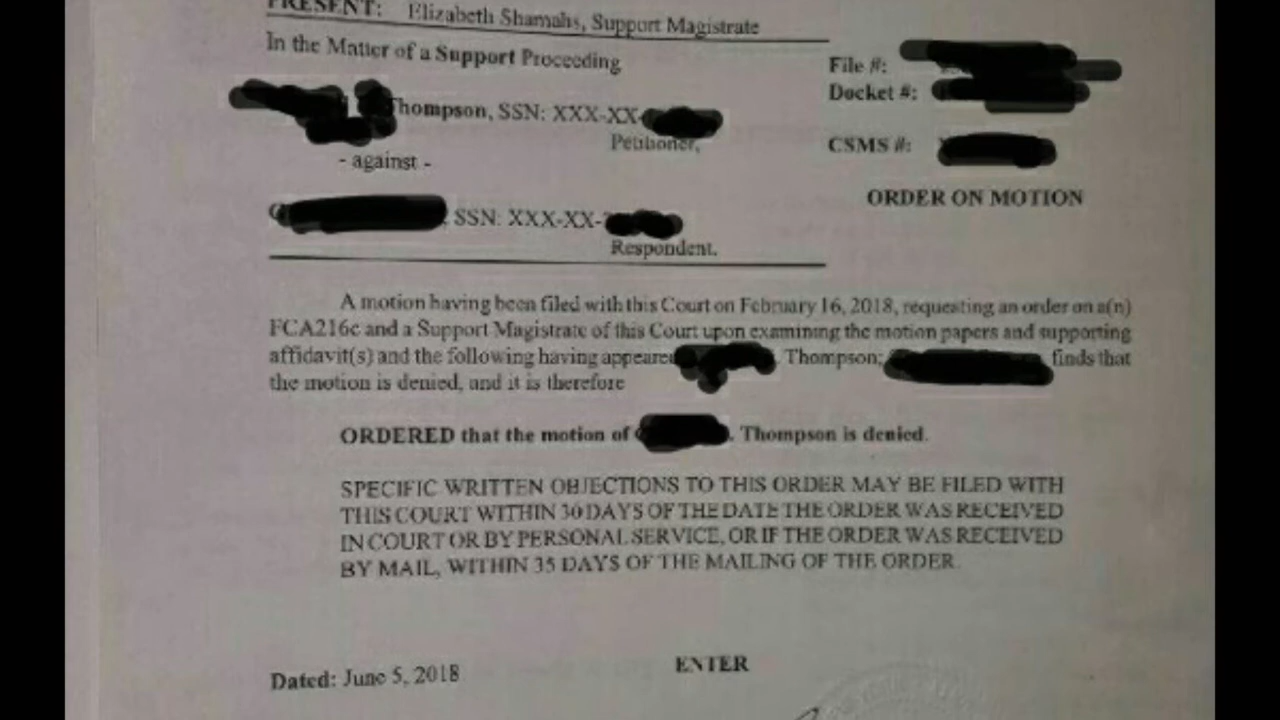 PRESENT: Elizabeth Shamahs, Support Magistrate
In the Matter of a Support Proceeding
File #:
Docket #:
Thompson, SSN: XXX-XX-
Petitioner,
CSMS #:
- against -
ORDER ON MOTION
SSN: XXX-XX-
Respondent.
A motion having been filed with this Court on February 16, 2018, requesting an order on a(n)
FCA216c and a Support Magistrate of this Court upon examining the motion papers and supporting
affidavit(s) and the following having appeared Thompson; finds that
the motion is denied, and it is therefore
ORDERED that the motion of . Thompson is denied.
SPECIFIC WRITTEN OBJECTIONS TO THIS ORDER MAY BE FILED WITH
THIS COURT WITHIN 30 DAYS OF THE DATE THE ORDER WAS RECEIVED
IN COURT OR BY PERSONAL SERVICE, OR IF THE ORDER WAS RECEIVED
BY MAIL, WITHIN 35 DAYS OF THE MAILING OF THE ORDER.
Dated: June 5, 2018
ENTER